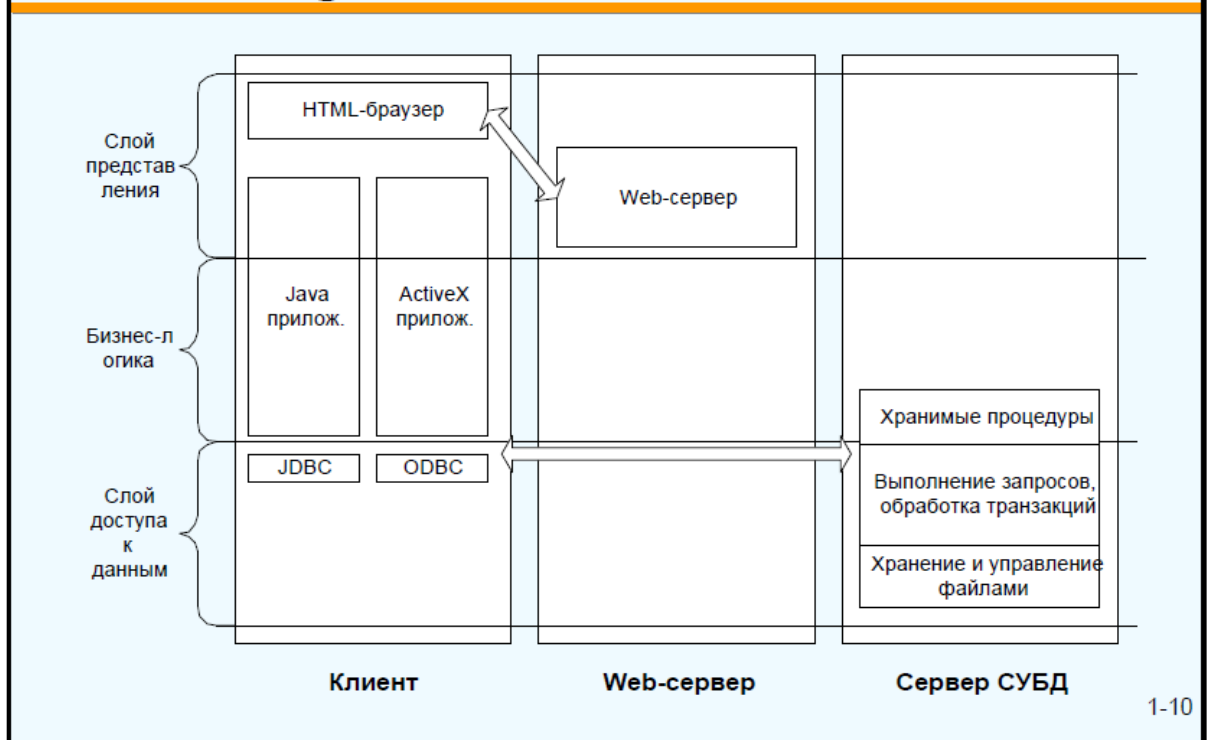 HTML-браузер
Слой
представ
ления
Web-сервер
Java
прилож.
ActiveX
прилож.
Бизнес-л
огика
Хранимые процедуры
JDBC
ODBC
Слой
доступа
к
данным
Выполнение запросов,
обработка транзакций
Хранение и управление
файлами
Клиент
Web-сервер
Сервер СУБД
1-10